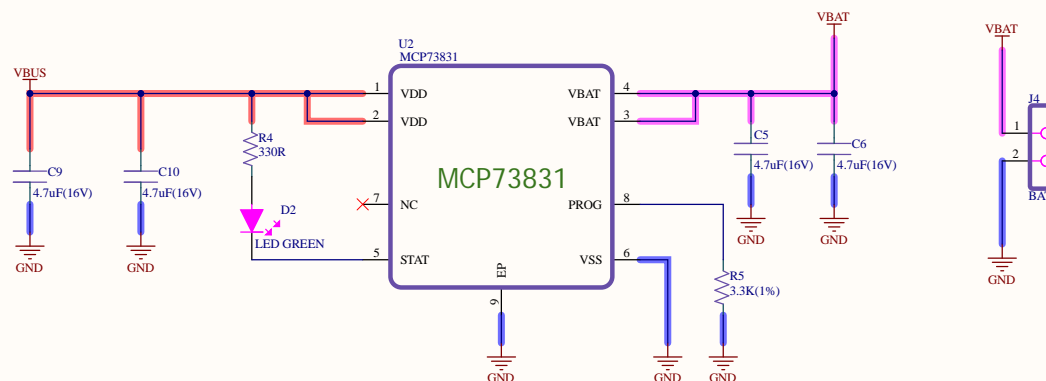 U2
MCP73831
VBUS
VBAT
VBAT
1
VDD
VBAT
4
2
VDD
VBAT
3
R4
330R
C9
4.7uF(16V)
C10
4.7uF(16V)
MCP73831
C5
4.7uF(16V)
C6
4.7uF(16V)
J4
1
2
BA
7
NC
PROG
8
D2
LED GREEN
5
STAT
VSS
6
EP
9
R5
3.3K(1%)
GND
GND
GND
GND
GND
GND
GND
GND